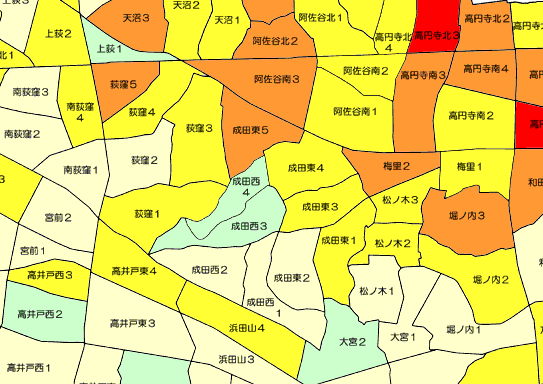 天沼2
天沼3
天沼1
高円寺北2
上荻2
阿佐谷北2
阿佐谷北1
高円寺北
4
高円寺北3
上荻1
北1
阿佐谷北2
高円寺南3
高円寺南4
阿佐谷南3
南荻窪3
荻窪5
南荻窪
4
荻窪4
阿佐谷南1
高円寺南2
荻窪3
成田東5
南荻窪2
荻窪2
南荻窪1
成田東4
梅里2
梅里1
成田西
4
和田
3
宮前2
荻窪1
成田東3
松ノ木3
堀ノ内3
成田西3
成田東1
松ノ木2
宮前1
高井戸西3
高井戸東4
成田西2
成田東2
堀ノ内2
松ノ木1
成田西
1
高井戸西2
高井戸東3
浜田山4
大宮2
大宮1
堀ノ内1
浜田山3
高井戸西1